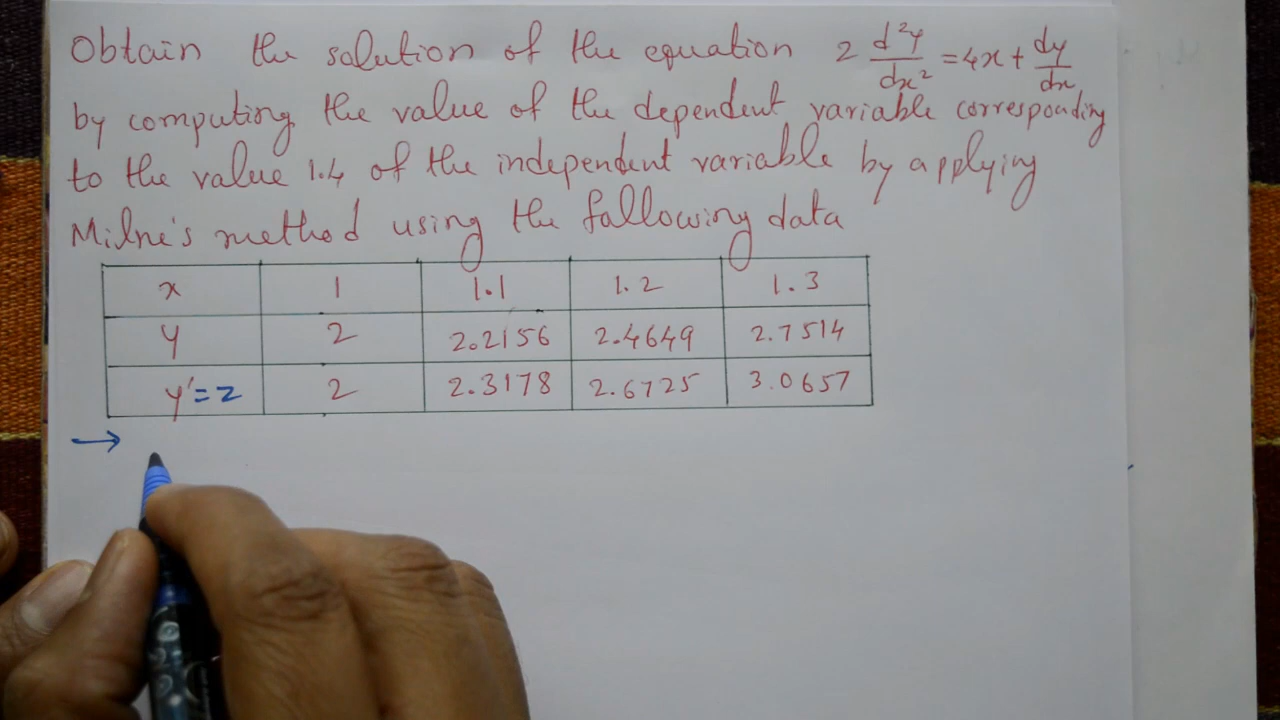 Obtain the solution of the equation 2 d²y/dx² = 4x + dy/dx
by computing the value of the dependent variable corresponding
to the value 1.4 of the independent variable by applying
Milne's method using the following data
x 1 1.1 1.2 1.3
y 2 2.2156 2.4649 2.7514
y' = z 2 2.3178 2.6725 3.0657
→